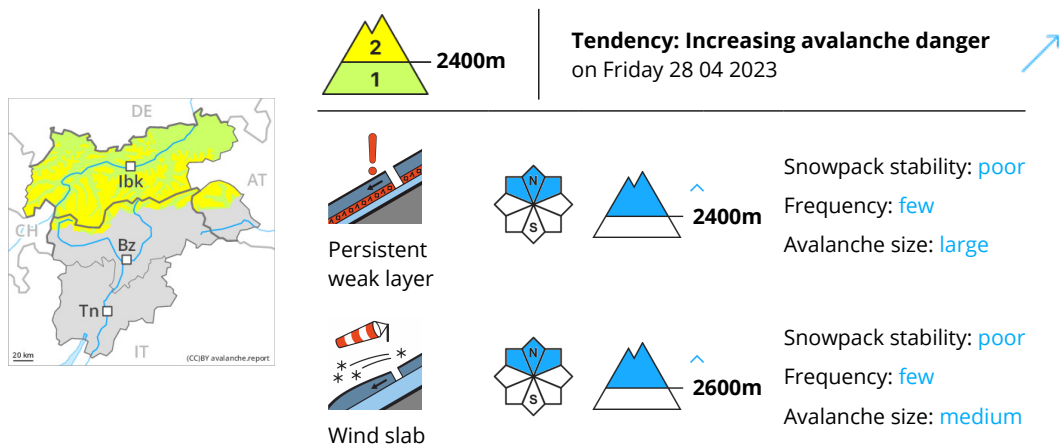 2
1
2400m
Tendency: Increasing avalanche danger
on Friday 28 04 2023
DE
Ibk
AT
CH
Bz
Tn
IT
20 km
(CC)BY avalanche.report
N
S
2400m
Persistent
weak layer
Snowpack stability: poor
Frequency: few
Avalanche size: large
N
S
2600m
Wind slab
Snowpack stability: poor
Frequency: few
Avalanche size: medium